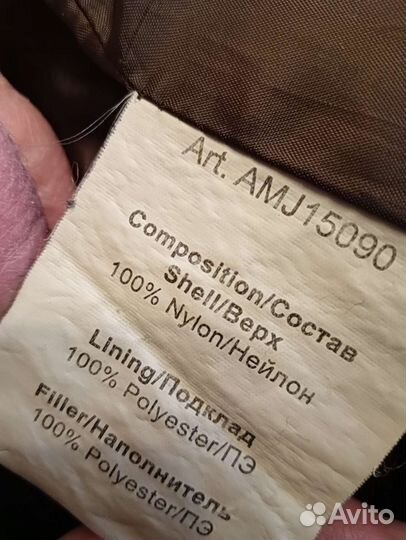 Art. AMJ15090
Composition/Состав
Shell/Верх
100% Nylon/Нейлон
Lining/Подклад
100% Polyester/ПЭ
Filler/Наполнитель
100% Polyester/ПЭ
Avito